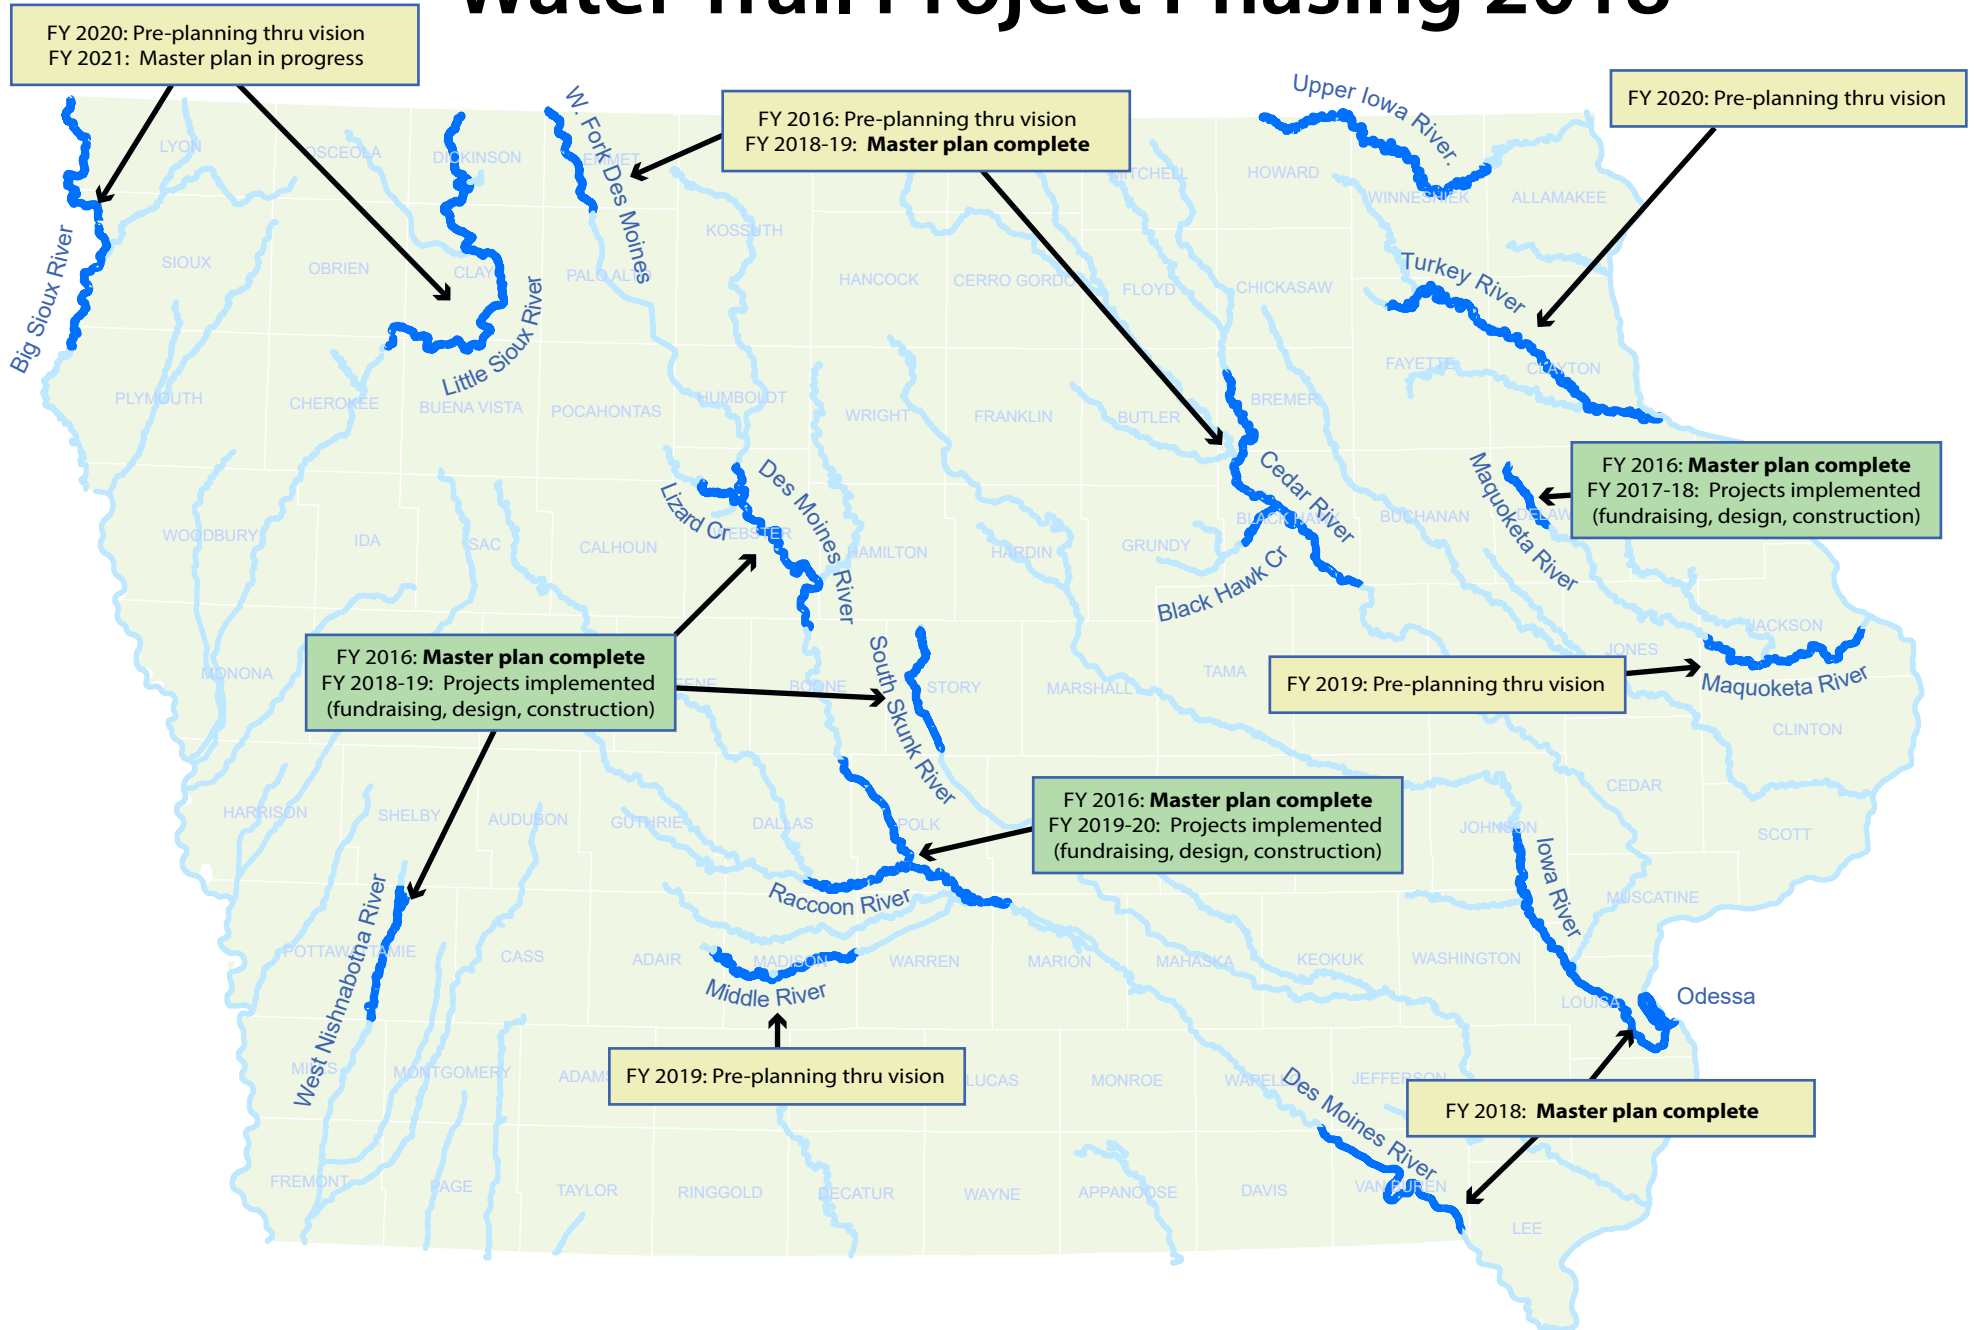 Water Trail Project Phasing 2018
FY 2020: Pre-planning thru vision
FY 2021: Master plan in progress
FY 2016: Pre-planning thru vision
FY 2018-19: Master plan complete
FY 2020: Pre-planning thru vision
W. Fork Des Moines
Upper Iowa River.
LYON
OSCEOLA
DICKINSON
EMMET
MITCHELL
HOWARD
WINNESHIEK
ALLAMAKEE
KOSSUTH
Big Sioux River
SIOUX
OBRIEN
CLAY
PALO ALTO
HANCOCK
CERRO GORDO
FLOYD
CHICKASAW
Turkey River
Little Sioux River
FAYETTE
CLAYTON
PLYMOUTH
CHEROKEE
BUENA VISTA
POCAHONTAS
HUMBOLDT
WRIGHT
FRANKLIN
BUTLER
BREMER
FY 2016: Master plan complete
FY 2017-18: Projects implemented
(fundraising, design, construction)
Lizard Cr
Des Moines River
Cedar River
Maquoketa River
WOODBURY
IDA
SAC
CALHOUN
WEBSTER
HAMILTON
HARDIN
GRUNDY
BLACK HAWK
BUCHANAN
DELAW
Black Hawk Cr
FY 2016: Master plan complete
FY 2018-19: Projects implemented
(fundraising, design, construction)
South Skunk River
MONONA
EENE
BOONE
STORY
MARSHALL
TAMA
FY 2019: Pre-planning thru vision
JONES
JACKSON
Maquoketa River
CLINTON
HARRISON
SHELBY
AUDUBON
GUTHRIE
DALLAS
POLK
FY 2016: Master plan complete
FY 2019-20: Projects implemented
(fundraising, design, construction)
JOHNSON
CEDAR
SCOTT
Iowa River
MUSCATINE
Raccoon River
West Nishnabotna River
POTTAWATTAMIE
CASS
ADAIR
MADISON
WARREN
MARION
MAHASKA
KEOKUK
WASHINGTON
LOUISA
Odessa
Middle River
MILLS
MONTGOMERY
ADAMS
FY 2019: Pre-planning thru vision
LUCAS
MONROE
WAPELLO
JEFFERSON
Des Moines River
FY 2018: Master plan complete
FREMONT
PAGE
TAYLOR
RINGGOLD
DECATUR
WAYNE
APPANOOSE
DAVIS
VAN BUREN
LEE